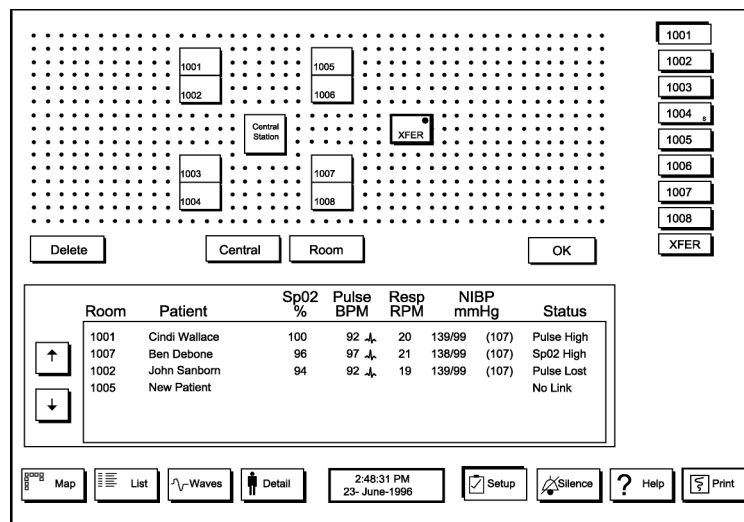 1001 1005 1001
1002 1006 1002
Central Station XFER 1003
1004 s
1003 1007 1005
1004 1008 1006
1007
1008
Delete Central Room OK XFER
Sp02 Pulse Resp NIBP
Room Patient % BPM RPM mmHg Status
1001 Cindi Wallace 100 92 20 139/99 (107) Pulse High
1007 Ben Debone 96 97 21 138/99 (107) Sp02 High
1002 John Sanborn 94 92 19 139/99 (107) Pulse Lost
1005 New Patient No Link
Map List Waves Detail 2:48:31 PM Setup Silence ? Help Print
23- June-1996